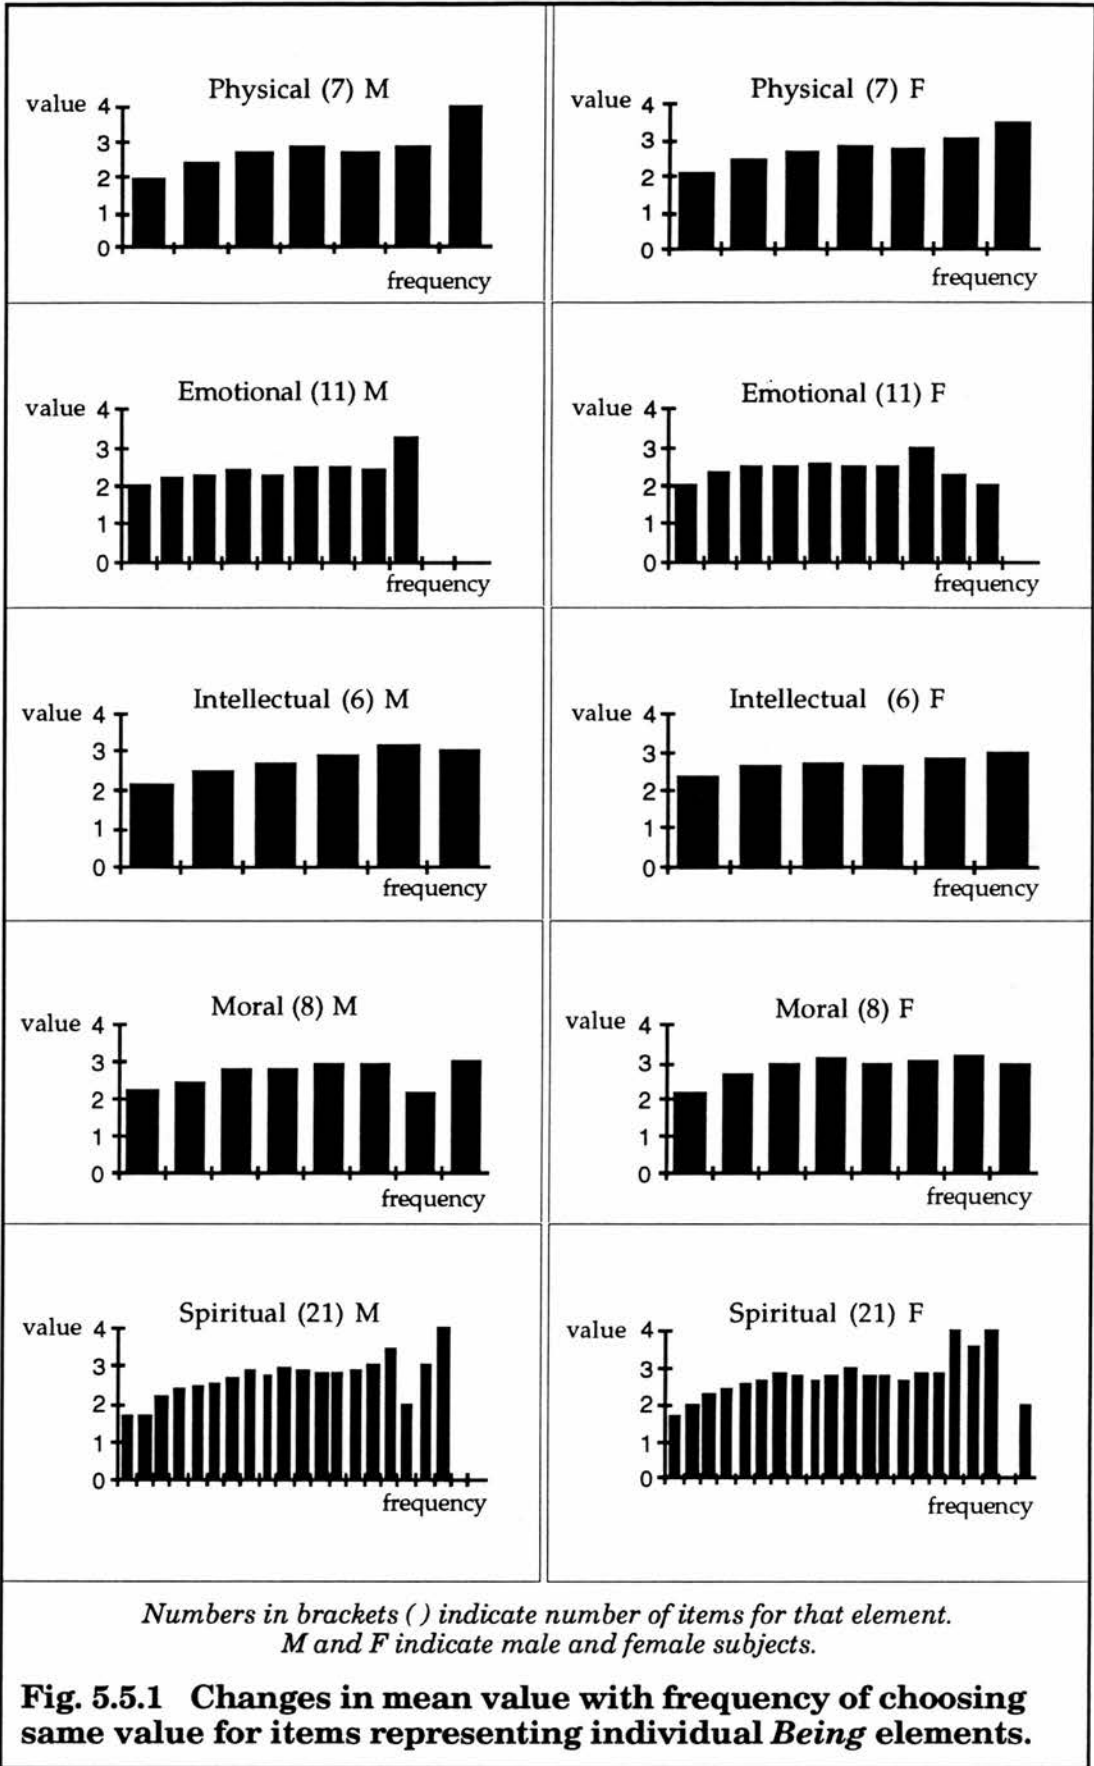 Physical (7) M
value 4
3
2
1
0
frequency
Physical (7) F
value 4
3
2
1
0
frequency
Emotional (11) M
value 4
3
2
1
0
frequency
Emotional (11) F
value 4
3
2
1
0
frequency
Intellectual (6) M
value 4
3
2
1
0
frequency
Intellectual (6) F
value 4
3
2
1
0
frequency
Moral (8) M
value 4
3
2
1
0
frequency
Moral (8) F
value 4
3
2
1
0
frequency
Spiritual (21) M
value 4
3
2
1
0
frequency
Spiritual (21) F
value 4
3
2
1
0
frequency
Numbers in brackets ( ) indicate number of items for that element.
M and F indicate male and female subjects.
Fig. 5.5.1 Changes in mean value with frequency of choosing
same value for items representing individual Being elements.